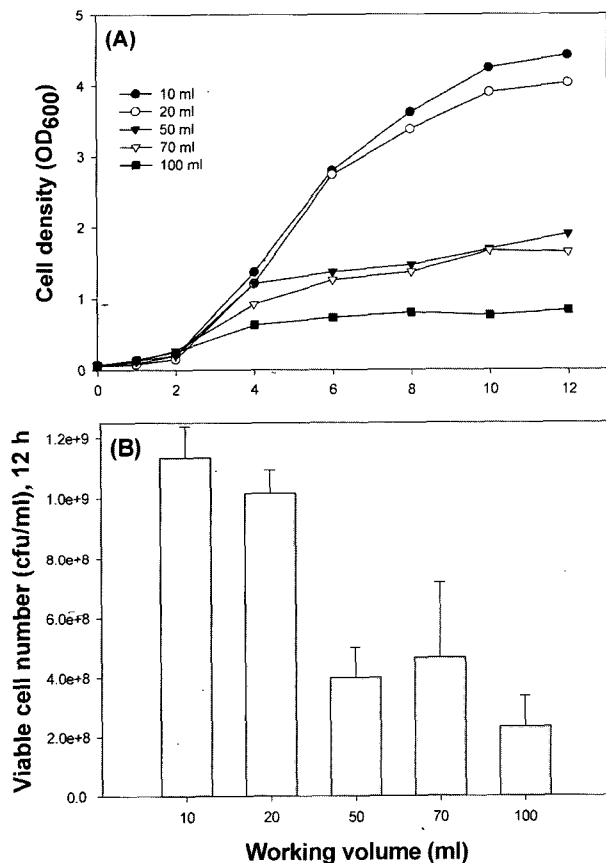 (A)
10 ml
20 ml
50 ml
70 ml
100 ml
Cell density (OD600)
5
4
3
2
1
0
0 2 4 6 8 10 12
(B)
Viable cell number (cfu/ml), 12 h
1.2e+9
1.0e+9
8.0e+8
6.0e+8
4.0e+8
2.0e+8
0.0
10 20 50 70 100
Working volume (ml)